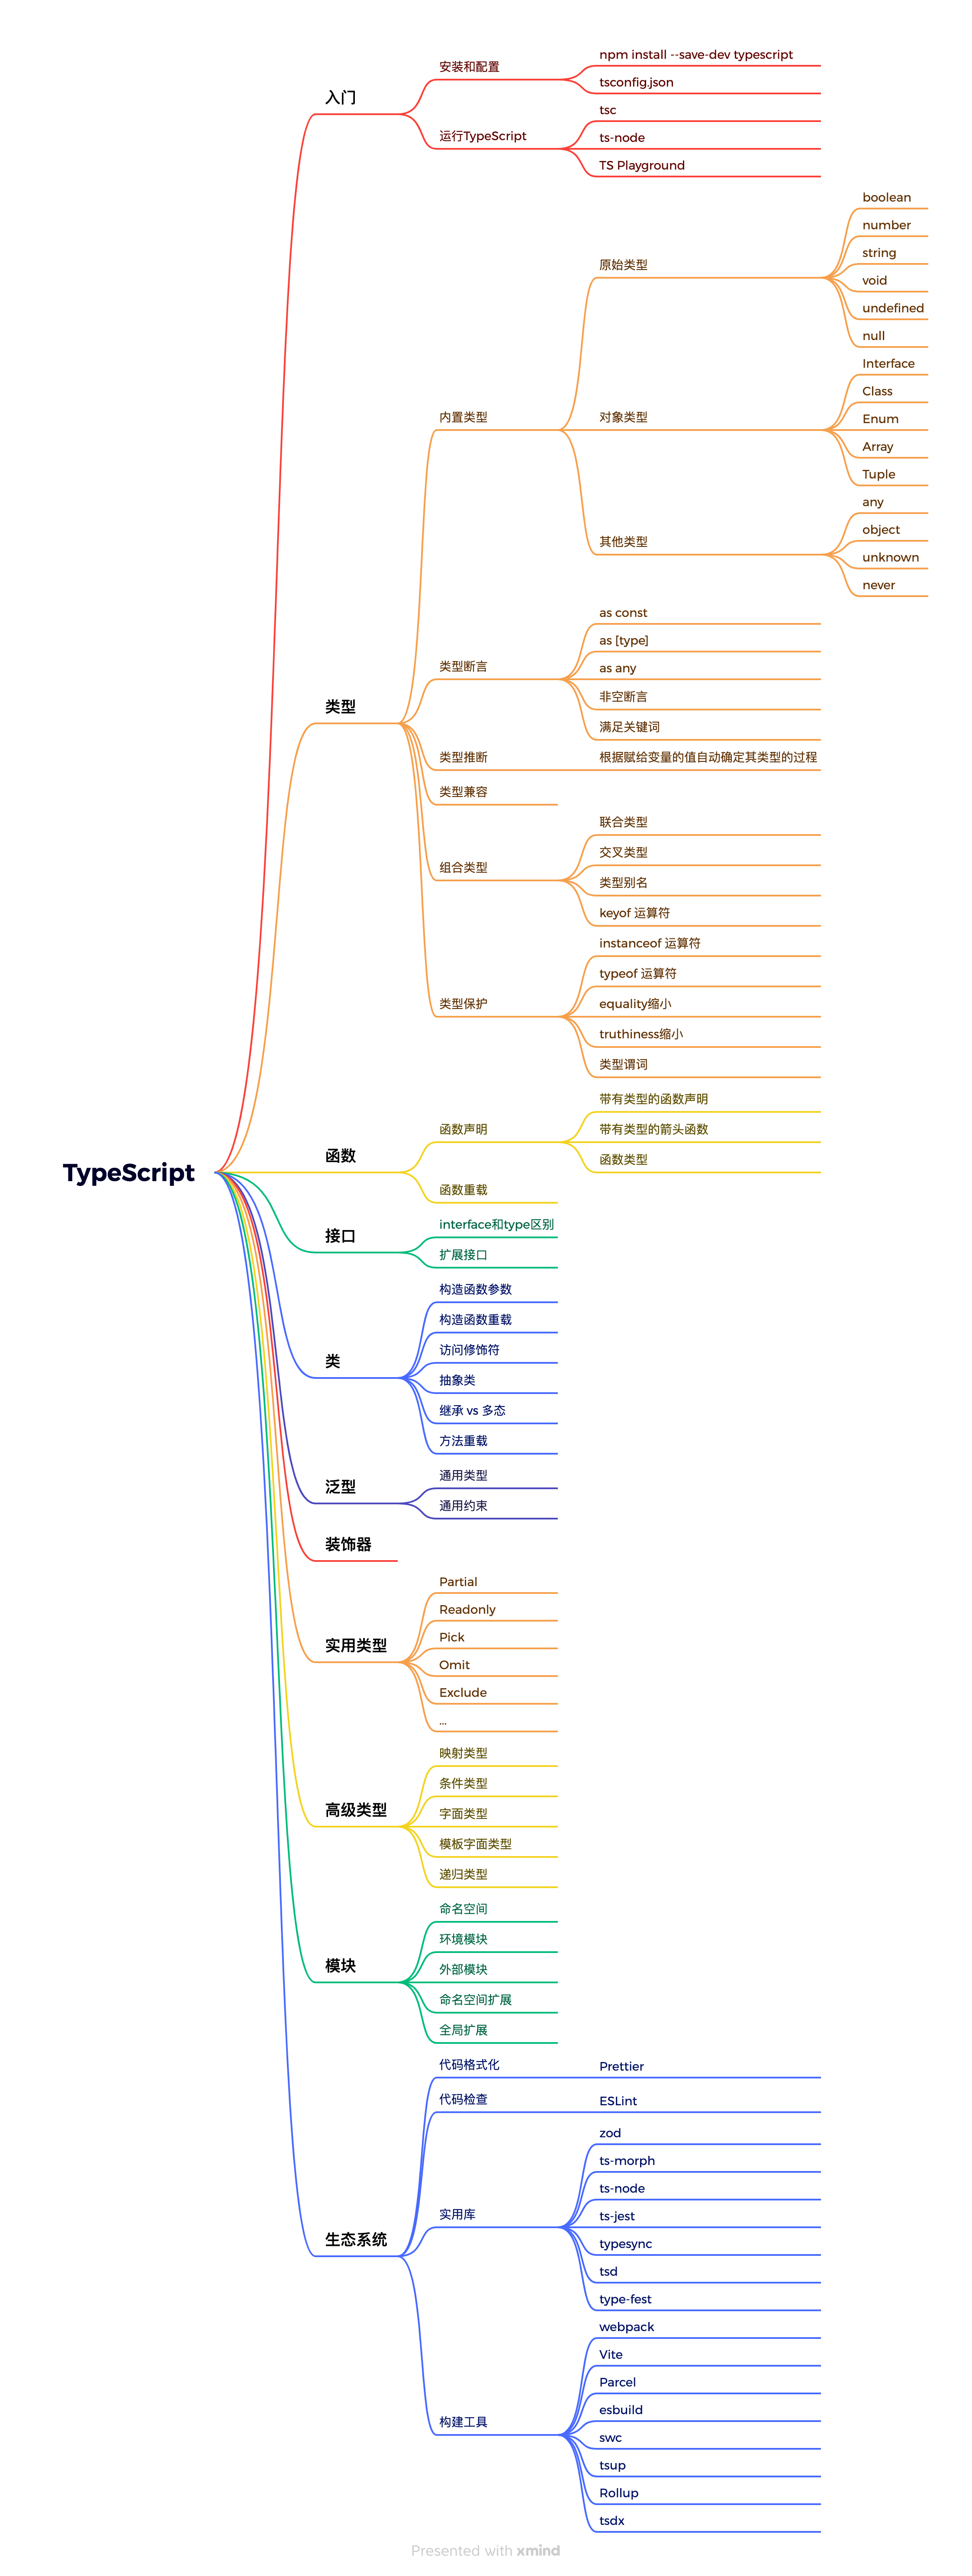 TypeScript
入门
安装和配置
npm install --save-dev typescript
tsconfig.json
运行TypeScript
tsc
ts-node
TS Playground
类型
内置类型
原始类型
boolean
number
string
void
undefined
null
对象类型
Interface
Class
Enum
Array
Tuple
其他类型
any
object
unknown
never
类型断言
as const
as [type]
as any
非空断言
满足关键词
类型推断
根据赋给变量的值自动确定其类型的过程
类型兼容
组合类型
联合类型
交叉类型
类型别名
keyof 运算符
类型保护
instanceof 运算符
typeof 运算符
equality缩小
truthiness缩小
类型谓词
函数
函数声明
带有类型的函数声明
带有类型的箭头函数
函数类型
函数重载
接口
interface和type区别
扩展接口
类
构造函数参数
构造函数重载
访问修饰符
抽象类
继承 vs 多态
方法重载
泛型
通用类型
通用约束
装饰器
实用类型
Partial
Readonly
Pick
Omit
Exclude
...
高级类型
映射类型
条件类型
字面类型
模板字面类型
递归类型
模块
命名空间
环境模块
外部模块
命名空间扩展
全局扩展
生态系统
代码格式化
Prettier
代码检查
ESLint
实用库
zod
ts-morph
ts-node
ts-jest
typesync
tsd
type-fest
构建工具
webpack
Vite
Parcel
esbuild
swc
tsup
Rollup
tsdx
Presented with xmind